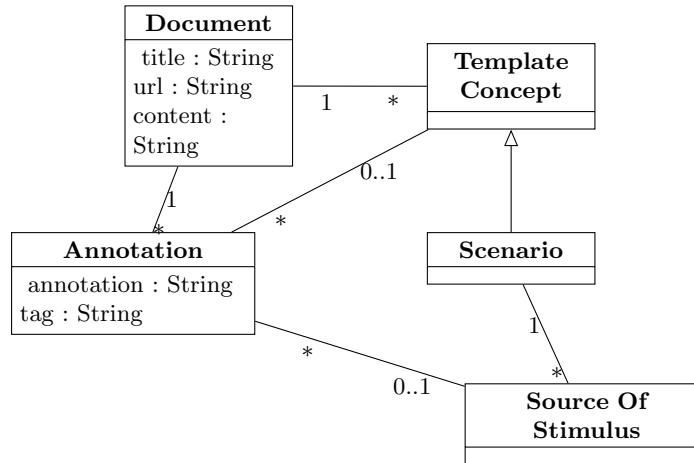 Document
title : String
url : String
content :
String
Template
Concept
1
*
0..1
*
1
*
Annotation
annotation : String
tag : String
Scenario
1
*
*
0..1
Source Of
Stimulus